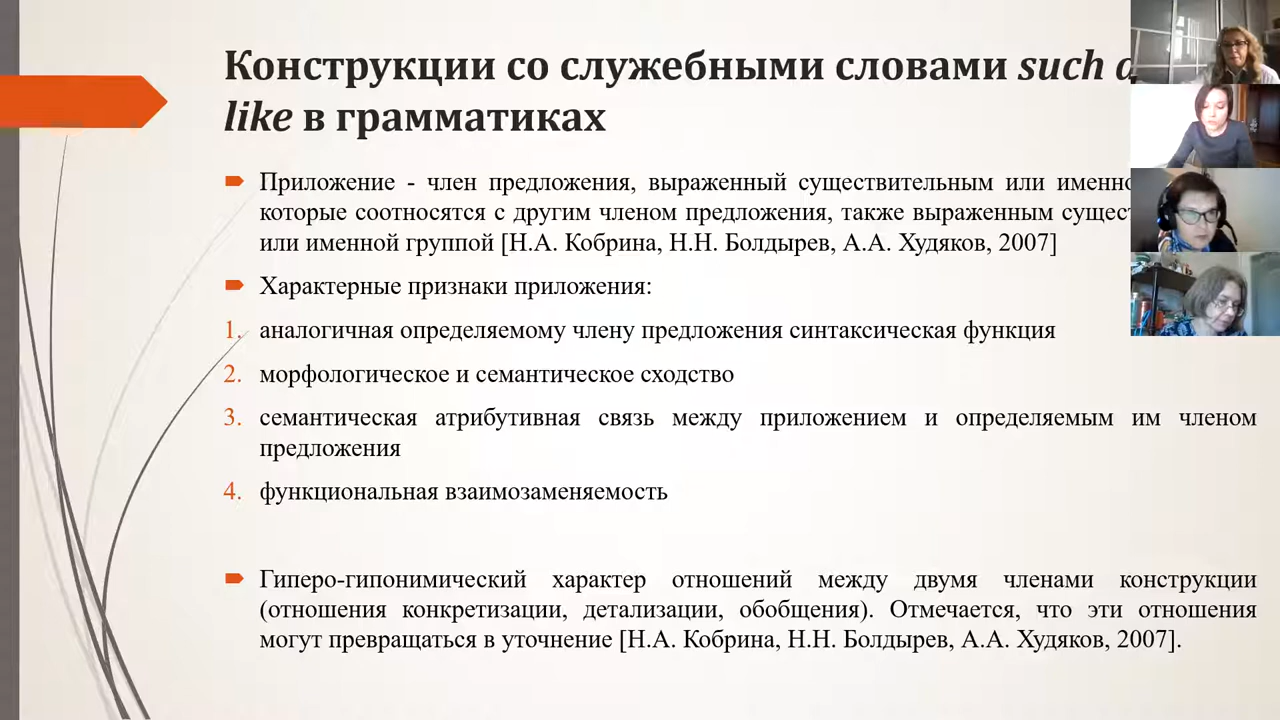 Конструкции со служебными словами such
like в грамматиках
Приложение - член предложения, выраженный существительным или
которые соотносятся с другим членом предложения, также выраженным
или именной группой [Н.А. Кобрина, Н.Н. Болдырев, А.А. Худяков, 2007]
Характерные признаки приложения:
1. аналогичная определяемому члену предложения синтаксическая функция
2. морфологическое и семантическое сходство
3. семантическая атрибутивная связь между приложением и определяемым им членом
предложения
4. функциональная взаимозаменяемость
Гиперо-гипонимический характер отношений между двумя членами конструкции
(отношения конкретизации, детализации, обобщения). Отмечается, что эти отношения
могут превращаться в уточнение [Н.А. Кобрина, Н.Н. Болдырев, А.А. Худяков, 2007].